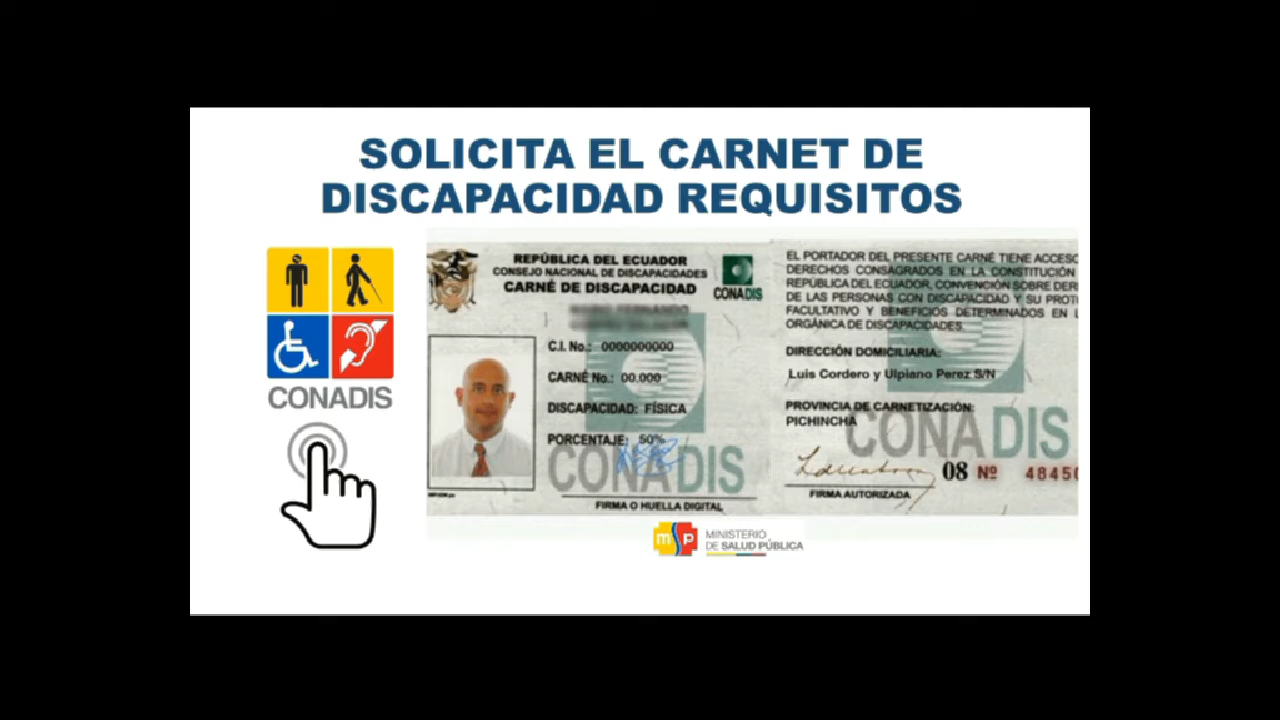 SOLICITA EL CARNET DE
DISCAPACIDAD REQUISITOS
CONADIS
REPÚBLICA DEL ECUADOR
CONSEJO NACIONAL DE DISCAPACIDADES
CARNÉ DE DISCAPACIDAD
CONADIS
C.I. No.: 0000000000
CARNÉ No.: 00.000
DISCAPACIDAD: FÍSICA
PORCENTAJE: 50%
CONADIS
FIRMA O HUELLA DIGITAL
EL PORTADOR DEL PRESENTE CARNÉ TIENE ACCESO
DERECHOS CONSAGRADOS EN LA CONSTITUCIÓN
REPÚBLICA DEL ECUADOR, CONVENCIÓN SOBRE DER
DE LAS PERSONAS CON DISCAPACIDAD Y SU PROT
FACULTATIVO Y BENEFICIOS DETERMINADOS EN L
ORGÁNICA DE DISCAPACIDADES.
DIRECCIÓN DOMICILIARIA:
Luis Cordero y Ulpiano Perez S/N
PROVINCIA DE CARNETIZACIÓN:
PICHINCHA
CONADIS
08 Nº 48450
FIRMA AUTORIZADA
msp
MINISTERIO
DE SALUD PÚBLICA